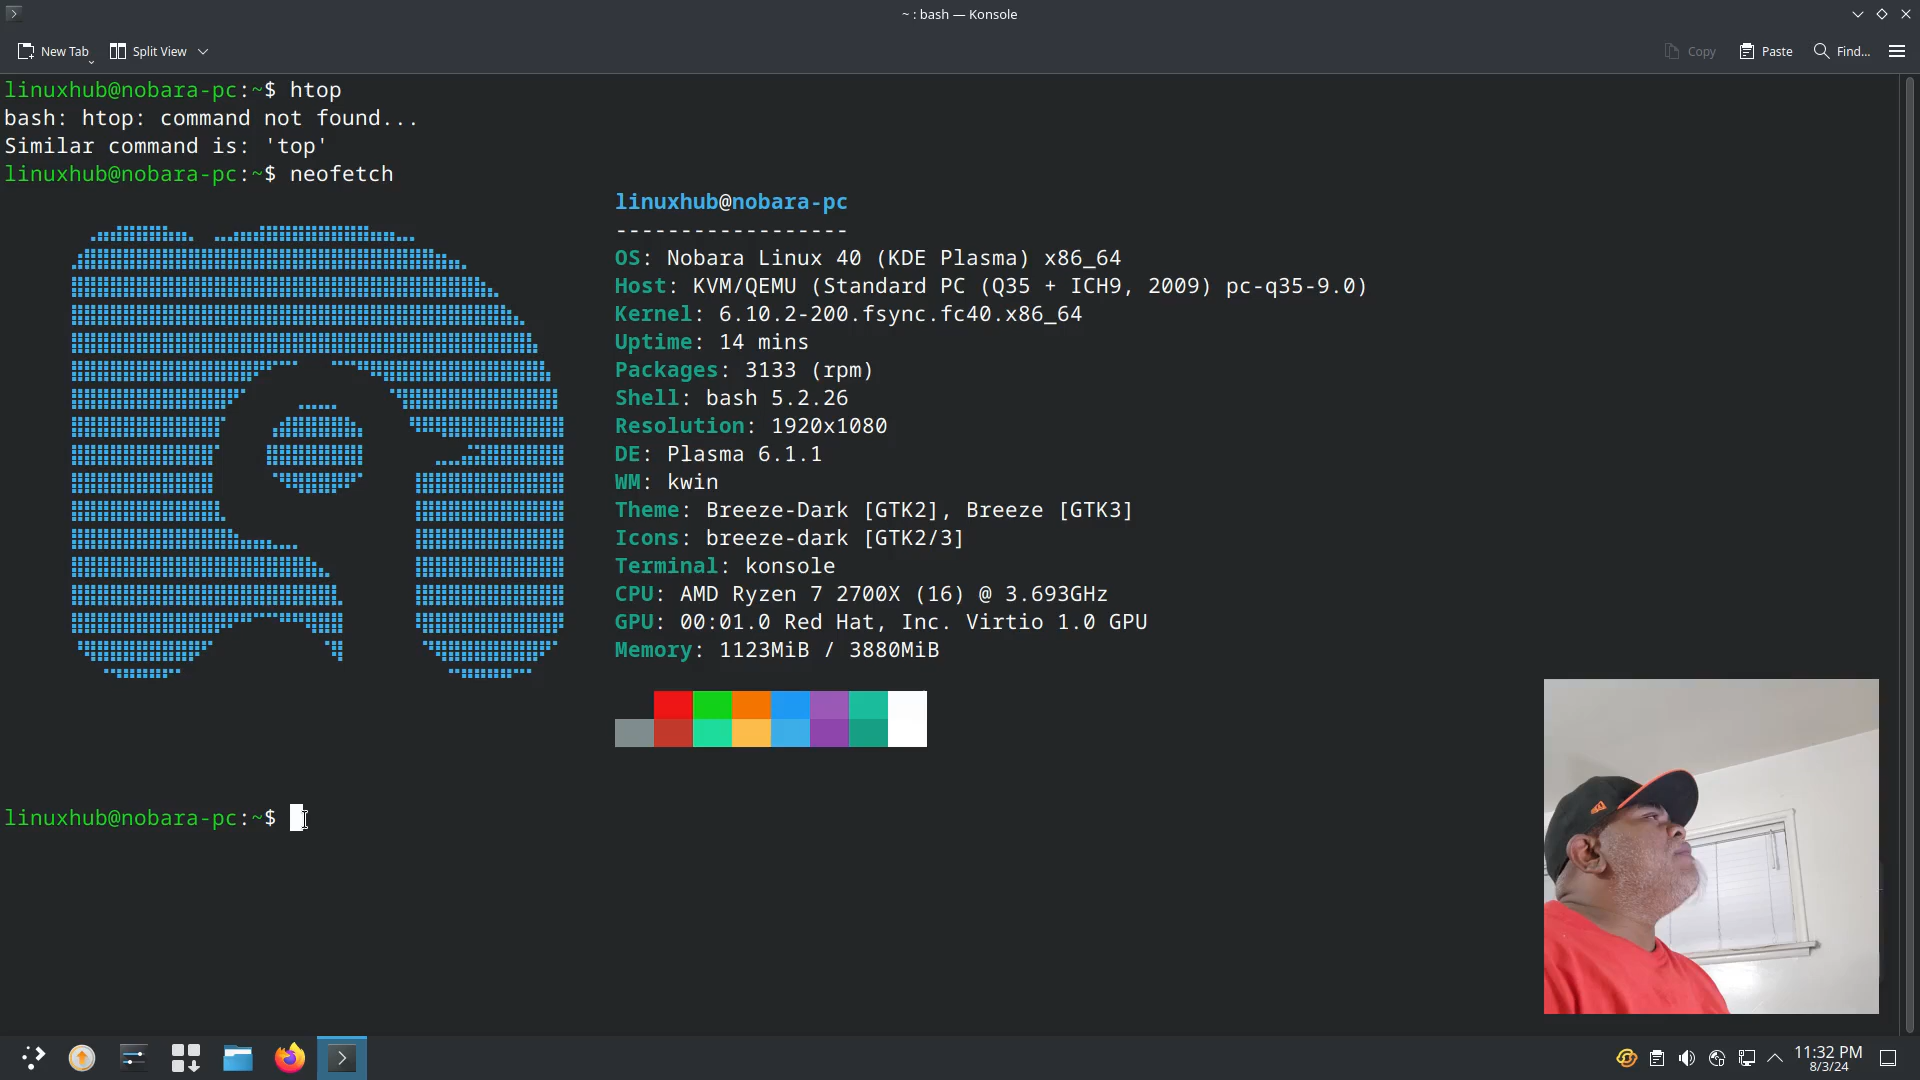 ~ : bash — Konsole
New Tab
Split View
Copy
Paste
Find...
linuxhub@nobara-pc:~$ htop
bash: htop: command not found...
Similar command is: 'top'
linuxhub@nobara-pc:~$ neofetch
linuxhub@nobara-pc
------------------
OS: Nobara Linux 40 (KDE Plasma) x86_64
Host: KVM/QEMU (Standard PC (Q35 + ICH9, 2009) pc-q35-9.0)
Kernel: 6.10.2-200.fsync.fc40.x86_64
Uptime: 14 mins
Packages: 3133 (rpm)
Shell: bash 5.2.26
Resolution: 1920x1080
DE: Plasma 6.1.1
WM: kwin
Theme: Breeze-Dark [GTK2], Breeze [GTK3]
Icons: breeze-dark [GTK2/3]
Terminal: konsole
CPU: AMD Ryzen 7 2700X (16) @ 3.693GHz
GPU: 00:01.0 Red Hat, Inc. Virtio 1.0 GPU
Memory: 1123MiB / 3880MiB
linuxhub@nobara-pc:~$
11:32 PM
8/3/24